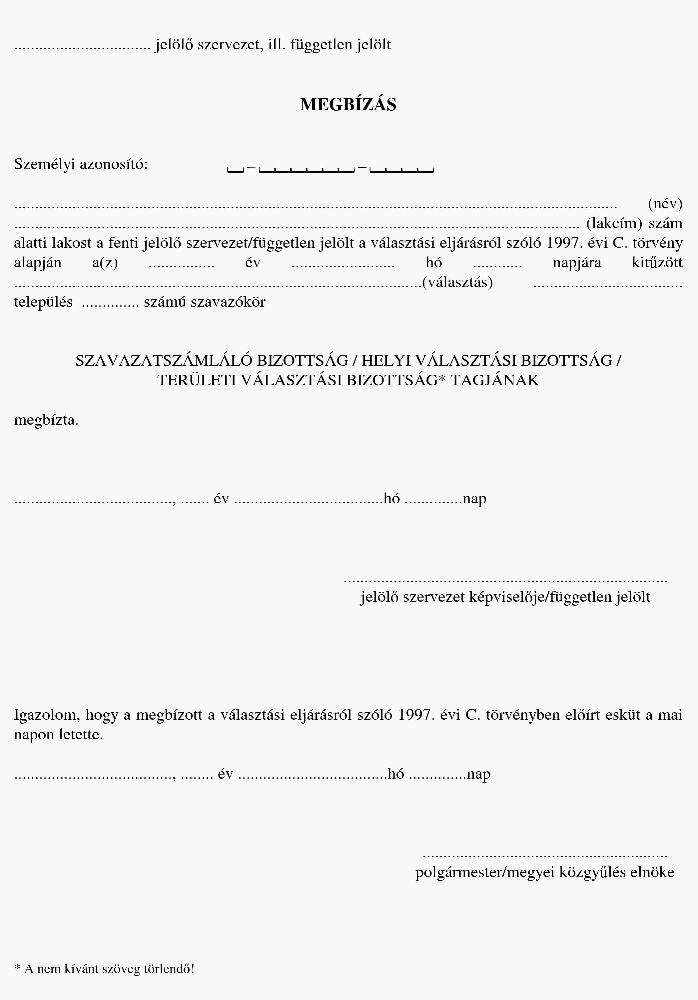 ................................. jelölő szervezet, ill. független jelölt
MEGBÍZÁS
Személyi azonosító:
.................................................................................................................................................. (név)
......................................................................................................................................... (lakcím) szám
alatti lakost a fenti jelölő szervezet/független jelölt a választási eljárásról szóló 1997. évi C. törvény
alapján a(z) ................ év ......................... hó ............ napjára kitűzött
...................................................................................................(választás) ....................................
település .............. számú szavazókör
SZAVAZATSZÁMLÁLÓ BIZOTTSÁG / HELYI VÁLASZTÁSI BIZOTTSÁG /
TERÜLETI VÁLASZTÁSI BIZOTTSÁG* TAGJÁNAK
megbízta.
......................................, ....... év ....................................hó ..............nap
..............................................................................
jelölő szervezet képviselője/független jelölt
Igazolom, hogy a megbízott a választási eljárásról szóló 1997. évi C. törvényben előírt esküt a mai
napon letette.
......................................, ........ év ....................................hó ..............nap
...........................................................
polgármester/megyei közgyűlés elnöke
* A nem kívánt szöveg törlendő!